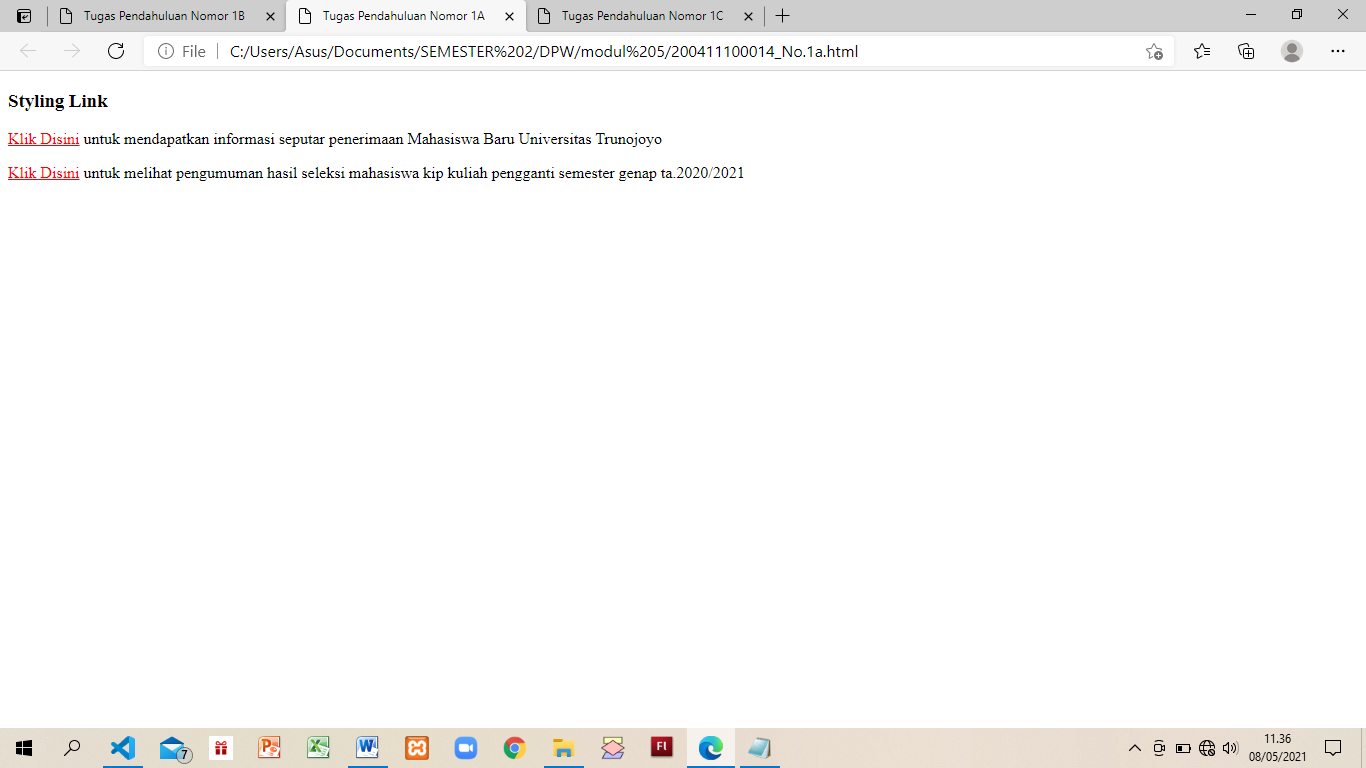 Tugas Pendahuluan Nomor 1B
Tugas Pendahuluan Nomor 1A
Tugas Pendahuluan Nomor 1C
File
C:/Users/Asus/Documents/SEMESTER%202/DPW/modul%205/200411100014_No.1a.html
Styling Link
Klik Disini untuk mendapatkan informasi seputar penerimaan Mahasiswa Baru Universitas Trunojoyo
Klik Disini untuk melihat pengumuman hasil seleksi mahasiswa kip kuliah pengganti semester genap ta.2020/2021
7
Fl
11.36
08/05/2021